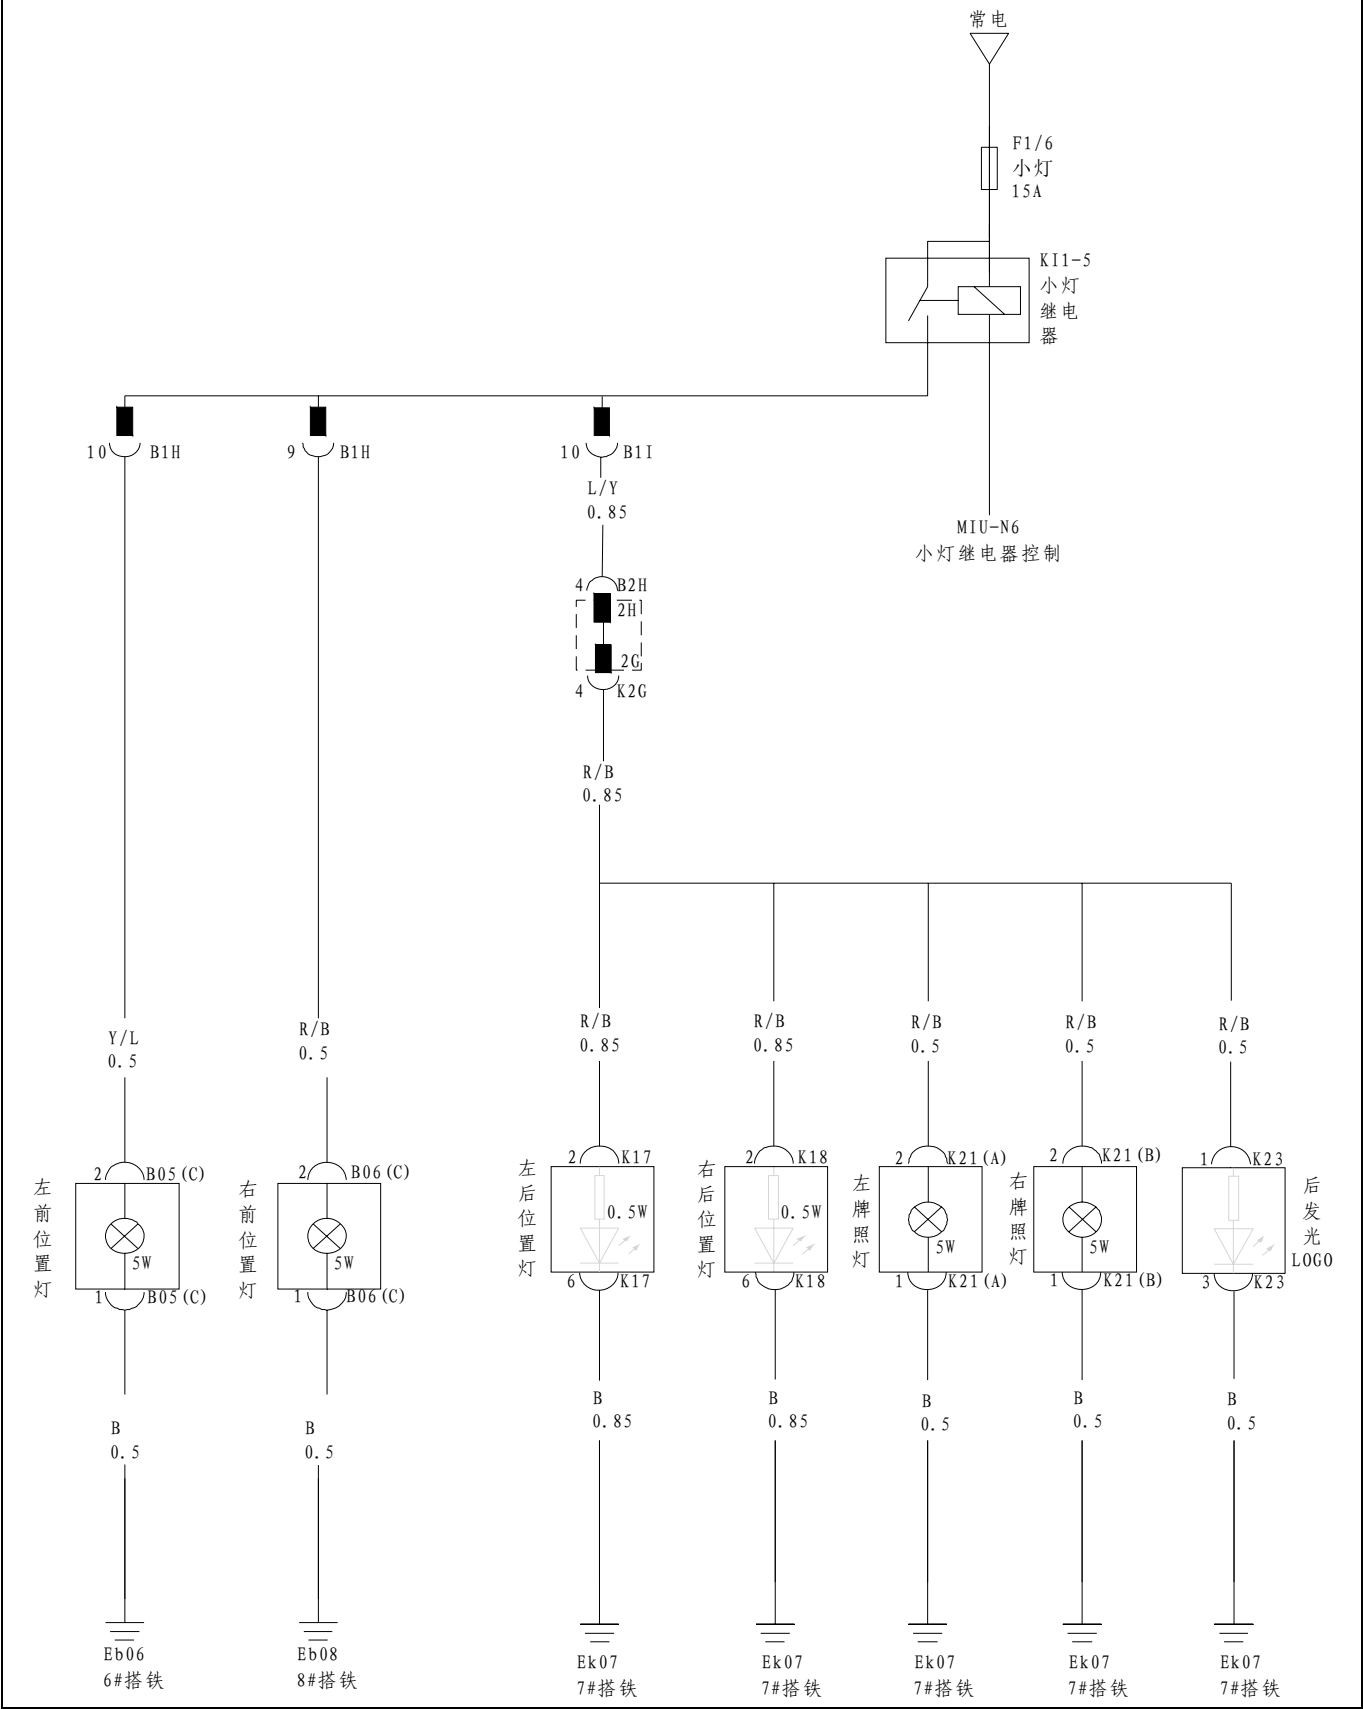 常电
F1/6
小灯
15A
KI1-5
小灯
继电
器
10 B1H
9 B1H
10 B1I
L/Y
0.85
MIU-N6
小灯继电器控制
4 B2H
2H
2G
4 K2G
R/B
0.85
Y/L
0.5
R/B
0.5
R/B
0.85
R/B
0.85
R/B
0.5
R/B
0.5
R/B
0.5
左前位置灯
2 B05(C)
5W
1 B05(C)
右前位置灯
2 B06(C)
5W
1 B06(C)
左后位置灯
2 K17
0.5W
6 K17
右后位置灯
2 K18
0.5W
6 K18
左牌照灯
2 K21(A)
5W
1 K21(A)
右牌照灯
2 K21(B)
5W
1 K21(B)
1 K23
3 K23
后发光
LOGO
B
0.5
B
0.5
B
0.85
B
0.85
B
0.5
B
0.5
B
0.5
Eb06
6#搭铁
Eb08
8#搭铁
Ek07
7#搭铁
Ek07
7#搭铁
Ek07
7#搭铁
Ek07
7#搭铁
Ek07
7#搭铁